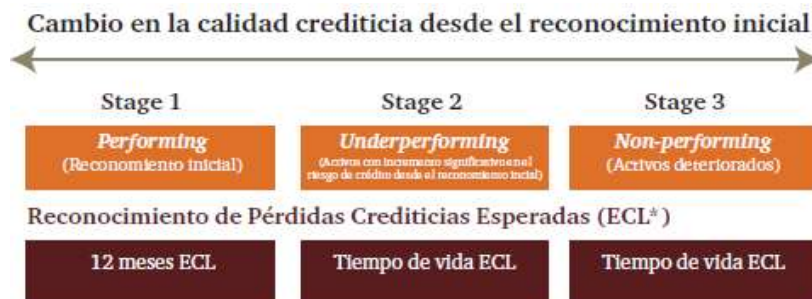 Cambio en la calidad crediticia desde el reconocimiento inicial
Stage 1
Stage 2
Stage 3
Performing
(Reconomiento inicial)
Underperforming
(Activos con incremento significativo en el
riesgo de crédito desde el reconomiento incial)
Non-performing
(Activos deteriorados)
Reconocimiento de Pérdidas Crediticias Esperadas (ECL*)
12 meses ECL
Tiempo de vida ECL
Tiempo de vida ECL